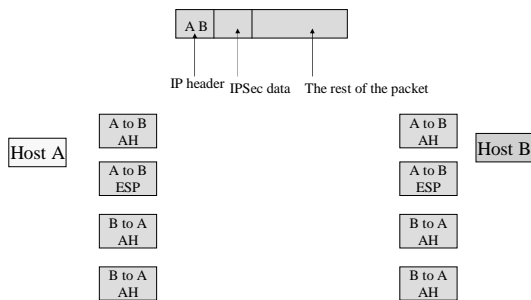 A B
IP header
IPSec data
The rest of the packet
Host A
A to B
AH
A to B
ESP
B to A
AH
B to A
AH
A to B
AH
A to B
ESP
B to A
AH
B to A
AH
Host B